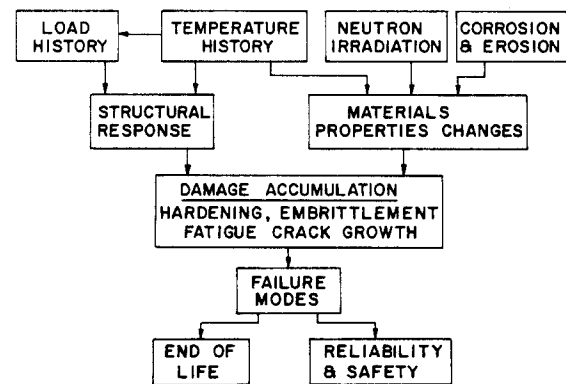 LOAD
HISTORY
TEMPERATURE
HISTORY
NEUTRON
IRRADIATION
CORROSION
& EROSION
STRUCTURAL
RESPONSE
MATERIALS
PROPERTIES CHANGES
DAMAGE ACCUMULATION
HARDENING, EMBRITTLEMENT
FATIGUE CRACK GROWTH
FAILURE
MODES
END OF
LIFE
RELIABILITY
& SAFETY